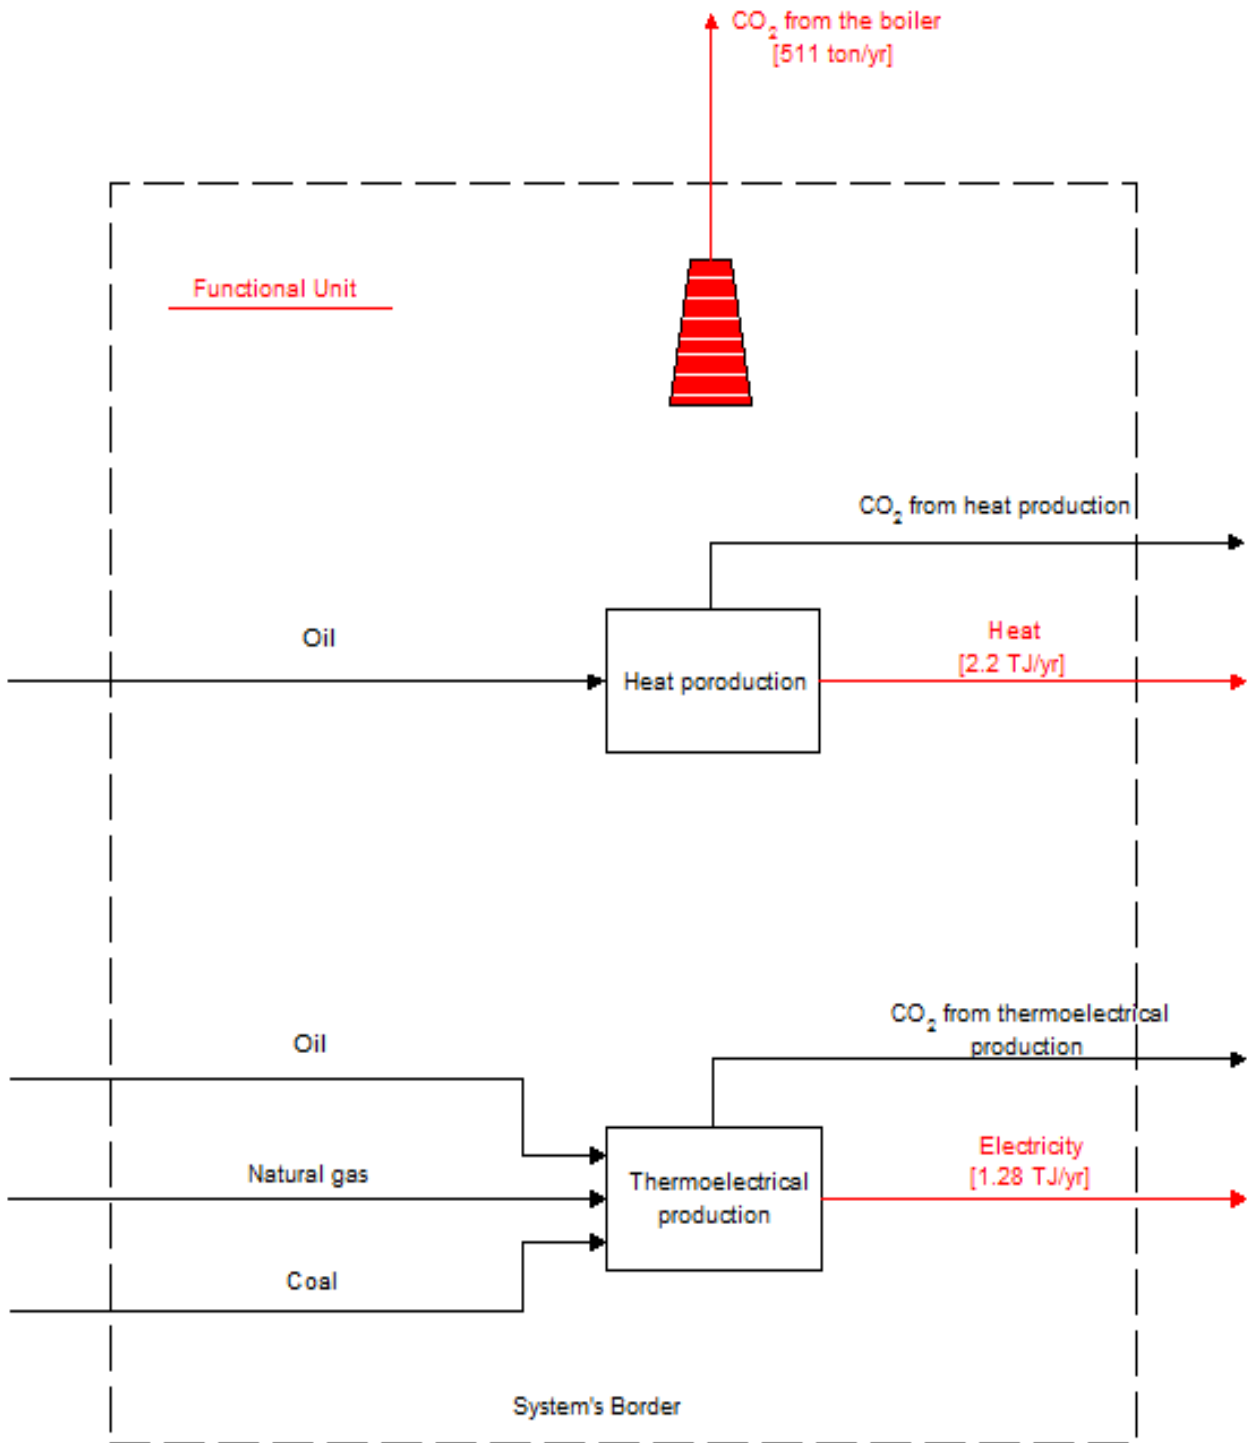 CO₂ from the boiler
[511 ton/yr]
Functional Unit
CO₂ from heat production
Oil
Heat
[2.2 TJ/yr]
Heat poroduction
CO₂ from thermoelectrical
production
Oil
Electricity
[1.28 TJ/yr]
Natural gas
Thermoelectrical
production
Coal
System's Border